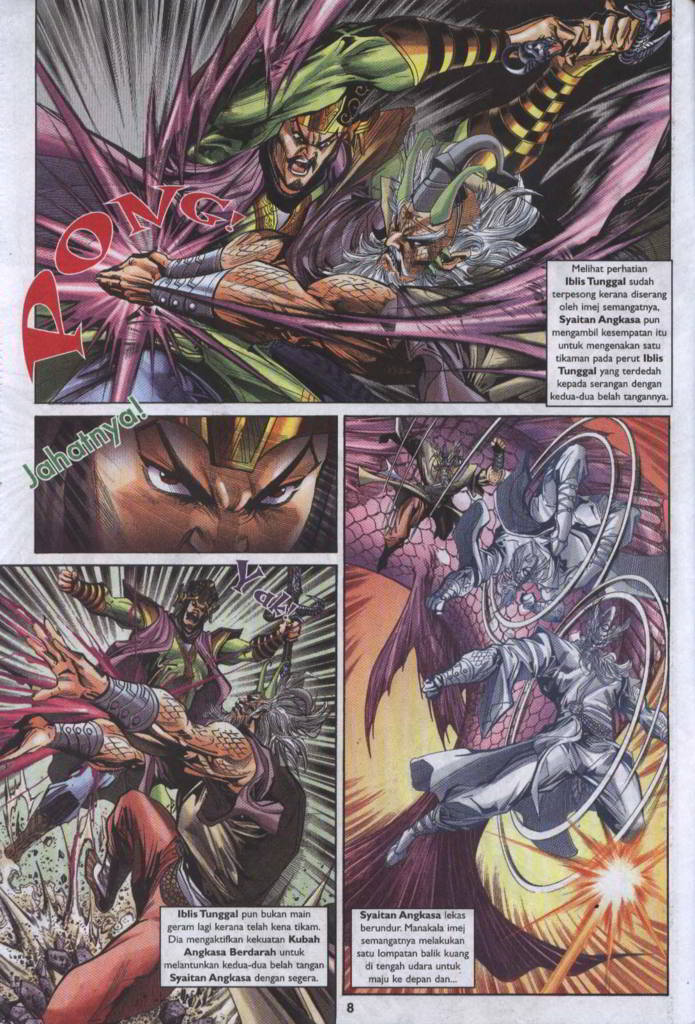 PONG!
Melihat perhatian
Iblis Tunggal sudah
terpesong kerana diserang
oleh imej semangatnya,
Syaitan Angkasa pun
mengambil kesempatan itu
untuk mengenakan satu
tikaman pada perut Iblis
Tunggal yang terdedah
kepada serangan dengan
kedua-dua belah tangannya.
Jahatnya!
Yak!
Iblis Tunggal pun bukan main
geram lagi kerana telah kena tikam.
Dia mengaktifkan kekuatan Kubah
Angkasa Berdarah untuk
melantunkan kedua-dua belah tangan
Syaitan Angkasa dengan segera.
Syaitan Angkasa lekas
berundur. Manakala imej
semangatnya melakukan
satu lompatan balik kuang
di tengah udara untuk
maju ke depan dan...
8